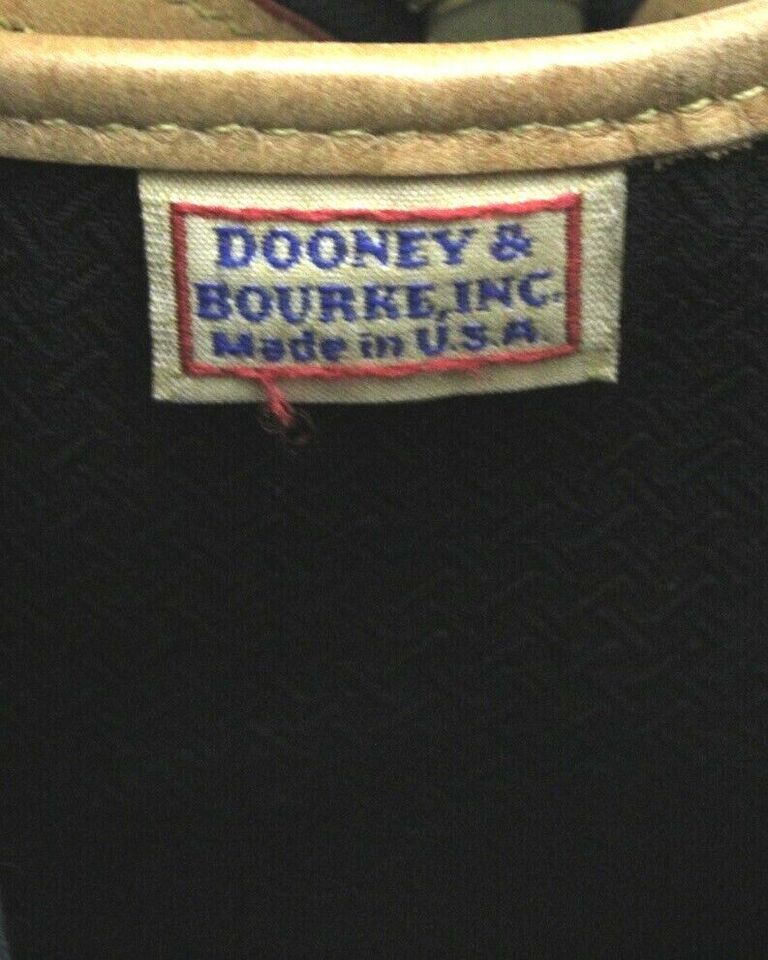 DOONEY &
BOURKE, INC.
Made in U.S.A.